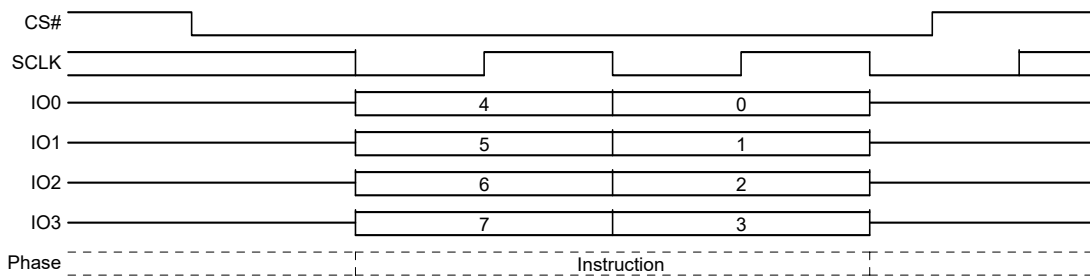 CS#
SCLK
IO0 4 0
IO1 5 1
IO2 6 2
IO3 7 3
Phase Instruction